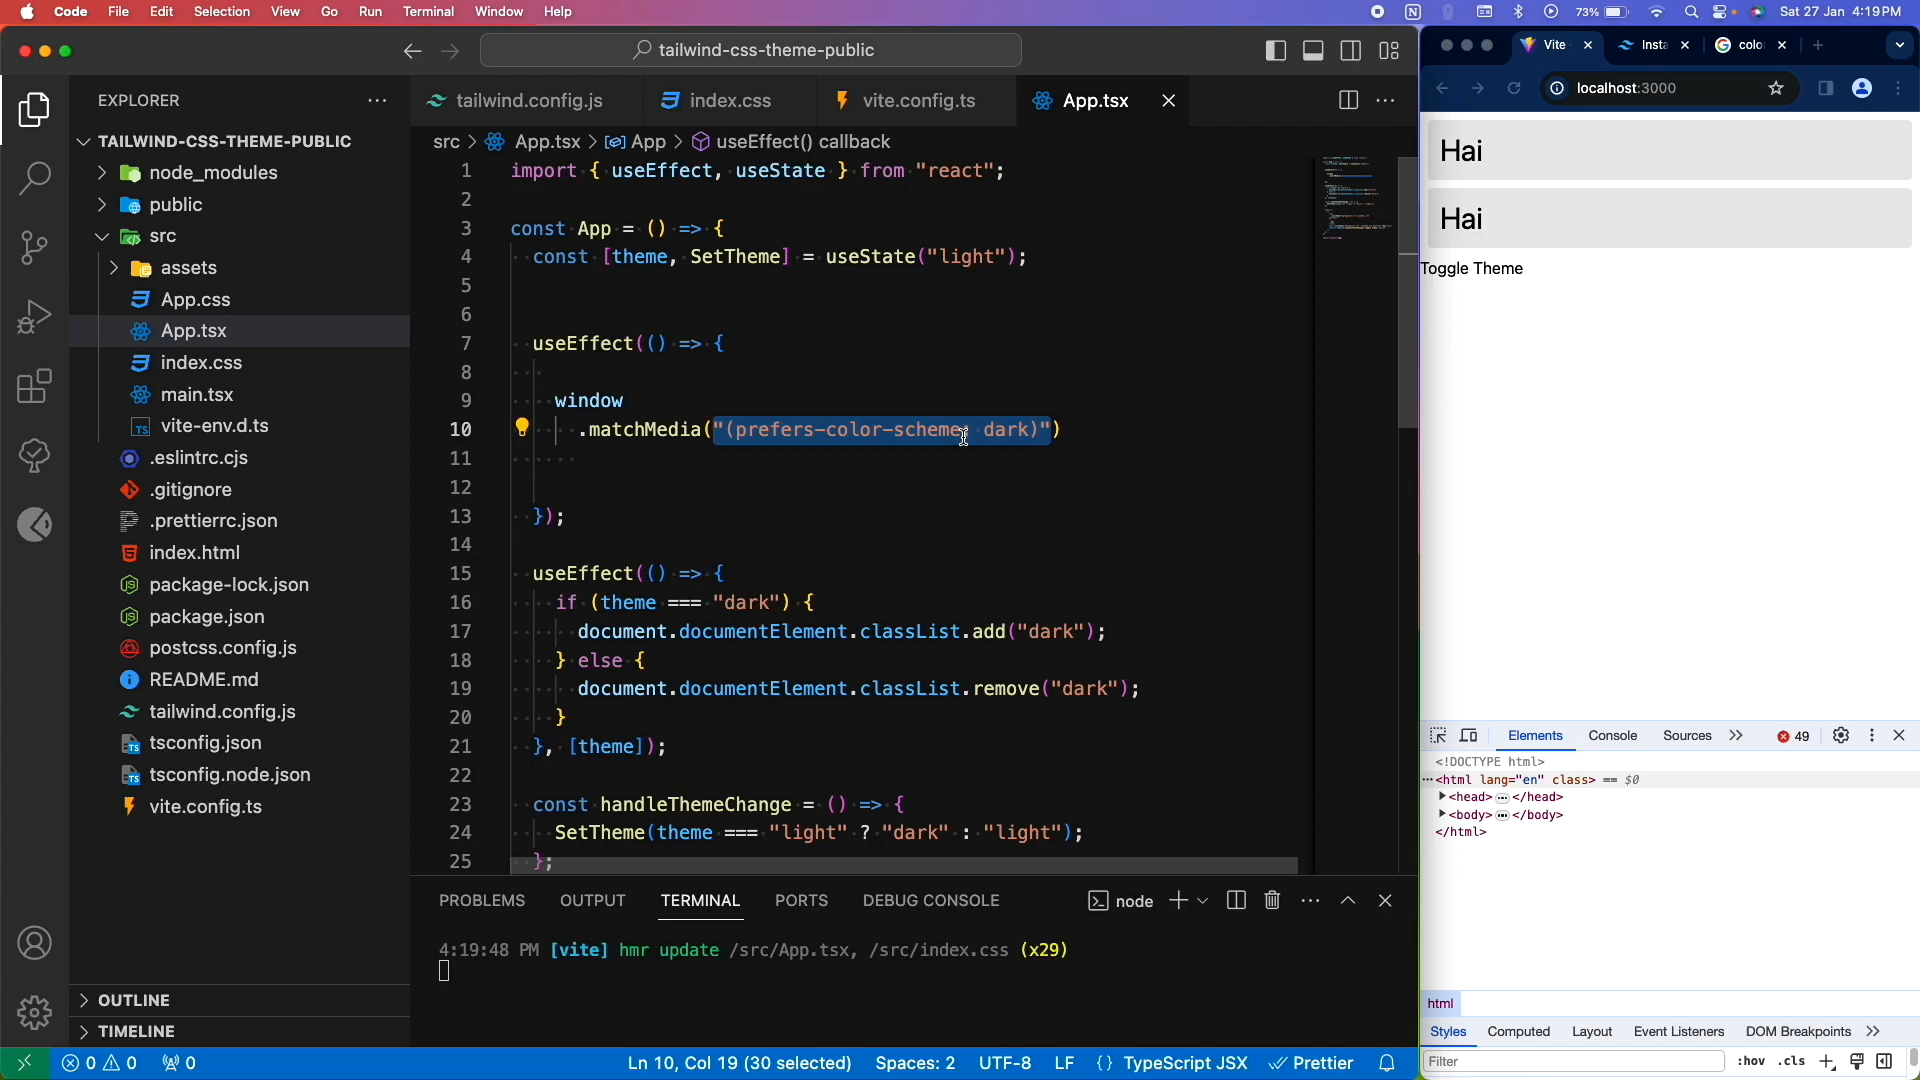 Code File Edit Selection View Go Run Terminal Window Help
73% Sat 27 Jan 4:19 PM
tailwind-css-theme-public
EXPLORER
TAILWIND-CSS-THEME-PUBLIC
node_modules
public
src
assets
App.css
App.tsx
index.css
main.tsx
vite-env.d.ts
.eslintrc.cjs
.gitignore
.prettierrc.json
index.html
package-lock.json
package.json
postcss.config.js
README.md
tailwind.config.js
tsconfig.json
tsconfig.node.json
vite.config.ts
OUTLINE
TIMELINE
tailwind.config.js index.css vite.config.ts App.tsx
src > App.tsx > App > useEffect() callback
1 import { useEffect, useState } from "react";
2
3 const App = () => {
4 const [theme, SetTheme] = useState("light");
5
6
7 useEffect(() => {
8
9 window
10 .matchMedia("(prefers-color-scheme: dark)")
11
12
13 });
14
15 useEffect(() => {
16 if (theme === "dark") {
17 document.documentElement.classList.add("dark");
18 } else {
19 document.documentElement.classList.remove("dark");
20 }
21 }, [theme]);
22
23 const handleThemeChange = () => {
24 SetTheme(theme === "light" ? "dark" : "light");
25 };
PROBLEMS OUTPUT TERMINAL PORTS DEBUG CONSOLE node
4:19:48 PM [vite] hmr update /src/App.tsx, /src/index.css (x29)
0 0 0 Ln 10, Col 19 (30 selected) Spaces: 2 UTF-8 LF {} TypeScript JSX Prettier
Vite Insta colo
localhost:3000
Hai
Hai
Toggle Theme
Elements Console Sources 49
<!DOCTYPE html>
<html lang="en" class> == $0
<head> … </head>
<body> … </body>
</html>
html
Styles Computed Layout Event Listeners DOM Breakpoints
Filter :hov .cls